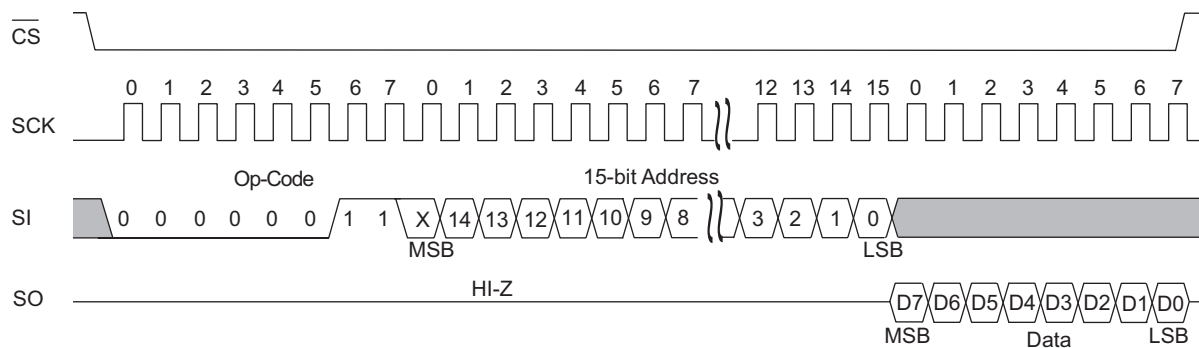 CS
0 1 2 3 4 5 6 7 0 1 2 3 4 5 6 7 12 13 14 15 0 1 2 3 4 5 6 7
SCK
Op-Code 15-bit Address
SI 0 0 0 0 0 0 1 1 X 14 13 12 11 10 9 8 3 2 1 0
MSB LSB
HI-Z
SO D7 D6 D5 D4 D3 D2 D1 D0
MSB Data LSB